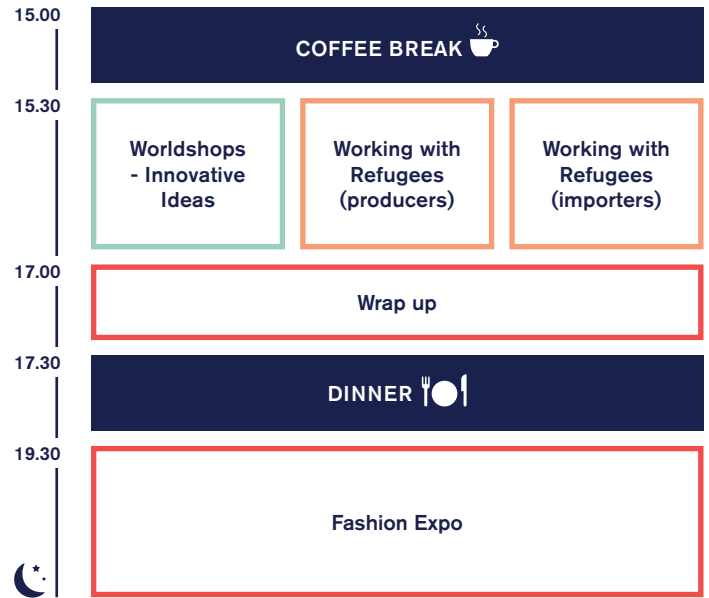 15.00
COFFEE BREAK
15.30
Worldshops
- Innovative
Ideas
Working with
Refugees
(producers)
Working with
Refugees
(importers)
17.00
Wrap up
17.30
DINNER
19.30
Fashion Expo